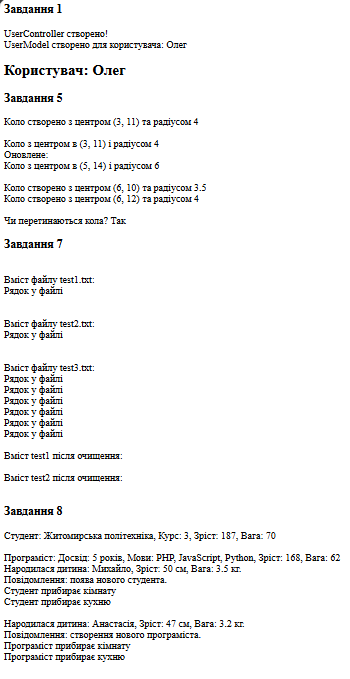 Завдання 1
UserController створено!
UserModel створено для користувача: Олег
Користувач: Олег
Завдання 5
Коло створено з центром (3, 11) та радіусом 4
Коло з центром в (3, 11) і радіусом 4
Оновлене:
Коло з центром в (5, 14) і радіусом 6
Коло створено з центром (6, 10) та радіусом 3.5
Коло створено з центром (6, 12) та радіусом 4
Чи перетинаються кола? Так
Завдання 7
Вміст файлу test1.txt:
Рядок у файлі
Вміст файлу test2.txt:
Рядок у файлі
Вміст файлу test3.txt:
Рядок у файлі
Рядок у файлі
Рядок у файлі
Рядок у файлі
Рядок у файлі
Рядок у файлі
Вміст test1 після очищення:
Вміст test2 після очищення:
Завдання 8
Студент: Житомирська політехніка, Курс: 3, Зріст: 187, Вага: 70
Програміст: Досвід: 5 років, Мови: PHP, JavaScript, Python, Зріст: 168, Вага: 62
Народилася дитина: Михайло, Зріст: 50 см, Вага: 3.5 кг.
Повідомлення: поява нового студента.
Студент прибирає кімнату
Студент прибирає кухню
Народилася дитина: Анастасія, Зріст: 47 см, Вага: 3.2 кг.
Повідомлення: створення нового програміста.
Програміст прибирає кімнату
Програміст прибирає кухню